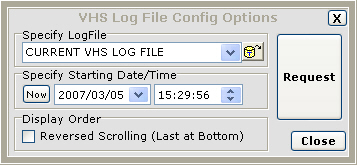 VHS Log File Config Options
X
Specify LogFile
CURRENT VHS LOG FILE
Specify Starting Date/Time
Now 2007/03/05 15:29:56
Request
Display Order
Reversed Scrolling (Last at Bottom)
Close